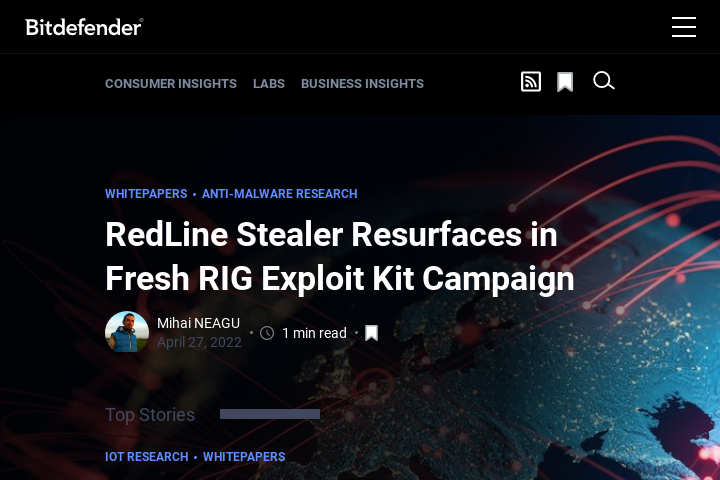 Bitdefender®
CONSUMER INSIGHTS LABS BUSINESS INSIGHTS
WHITEPAPERS • ANTI-MALWARE RESEARCH
RedLine Stealer Resurfaces in
Fresh RIG Exploit Kit Campaign
Mihai NEAGU
April 27, 2022
• 1 min read •
Top Stories
IOT RESEARCH • WHITEPAPERS